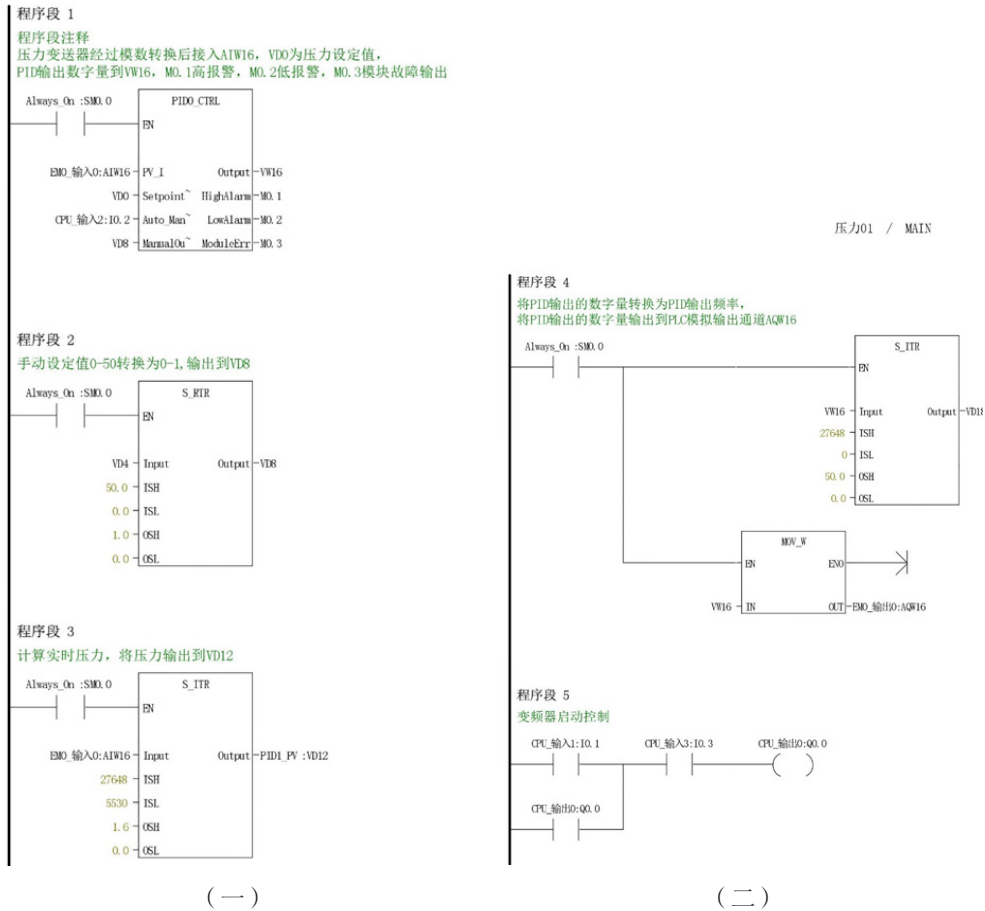 程序段 1
程序段注释
压力变送器经过模数转换后接入AIW16，VD0为压力设定值，
PID输出数字量到VW16，M0.1高报警，M0.2低报警，M0.3模块故障输出
Always_On :SM0.0
PID0_CTRL
EN
EM0_输入0:AIW16 PV_I Output VW16
VD0 Setpoint~ HighAlarm M0.1
CPU_输入2:I0.2 Auto_Man~ LowAlarm M0.2
VD8 ManualOu~ ModuleErr M0.3
程序段 2
手动设定值0-50转换为0-1,输出到VD8
Always_On :SM0.0
S_RTR
EN
VD4 Input Output VD8
50.0 ISH
0.0 ISL
1.0 OSH
0.0 OSL
程序段 3
计算实时压力，将压力输出到VD12
Always_On :SM0.0
S_ITR
EN
EM0_输入0:AIW16 Input Output PID1_PV :VD12
27648 ISH
5530 ISL
1.6 OSH
0.0 OSL
(一)
压力01 / MAIN
程序段 4
将PID输出的数字量转换为PID输出频率，
将PID输出的数字量输出到PLC模拟输出通道AQW16
Always_On :SM0.0
S_ITR
EN
VW16 Input Output VD18
27648 ISH
0 ISL
50.0 OSH
0.0 OSL
MOV_W
EN ENO
VW16 IN OUT EM0_输出0:AQW16
程序段 5
变频器启动控制
CPU_输入1:I0.1 CPU_输入3:I0.3 CPU_输出0:Q0.0
CPU_输出0:Q0.0
(二)